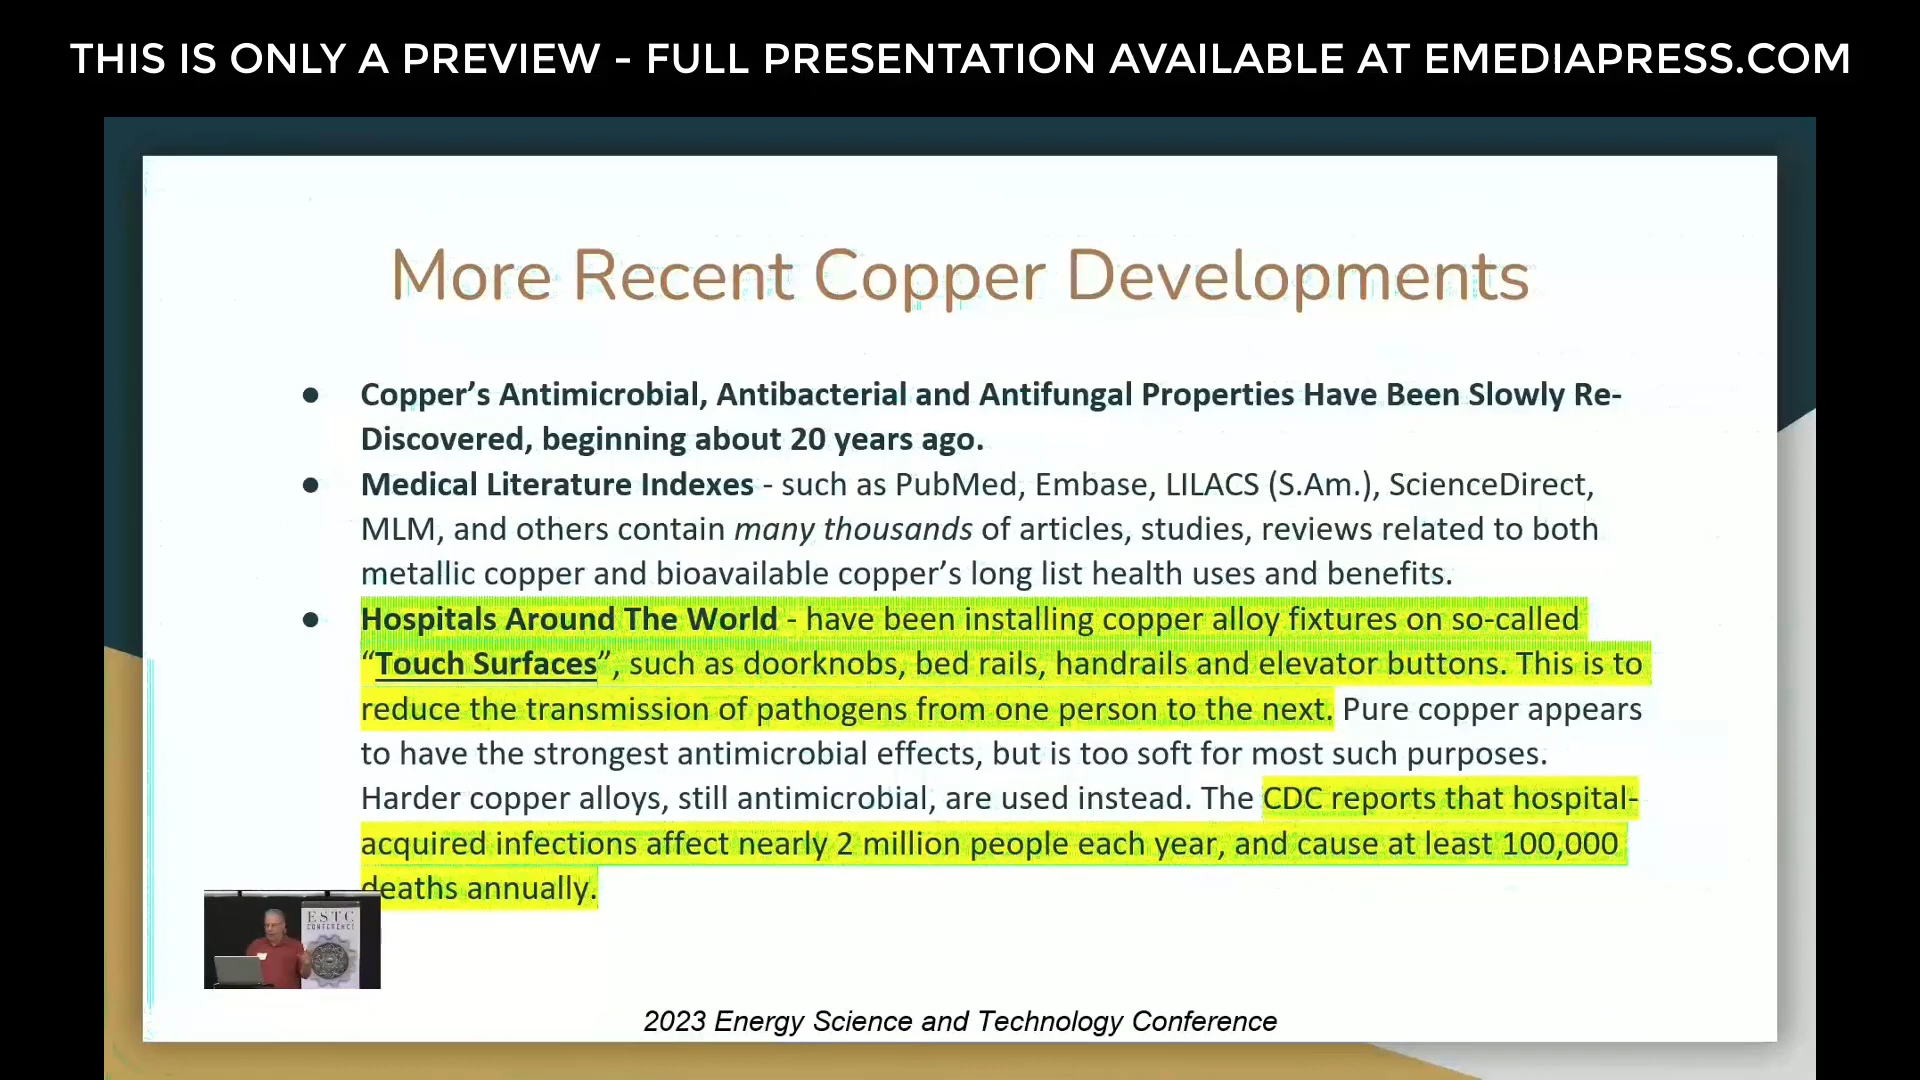 THIS IS ONLY A PREVIEW - FULL PRESENTATION AVAILABLE AT EMEDIAPRESS.COM
More Recent Copper Developments
● Copper’s Antimicrobial, Antibacterial and Antifungal Properties Have Been Slowly Re-
Discovered, beginning about 20 years ago.
● Medical Literature Indexes - such as PubMed, Embase, LILACS (S.Am.), ScienceDirect,
MLM, and others contain many thousands of articles, studies, reviews related to both
metallic copper and bioavailable copper’s long list health uses and benefits.
● Hospitals Around The World - have been installing copper alloy fixtures on so-called
“Touch Surfaces”, such as doorknobs, bed rails, handrails and elevator buttons. This is to
reduce the transmission of pathogens from one person to the next. Pure copper appears
to have the strongest antimicrobial effects, but is too soft for most such purposes.
Harder copper alloys, still antimicrobial, are used instead. The CDC reports that hospital-
acquired infections affect nearly 2 million people each year, and cause at least 100,000
deaths annually.
ESTC
CONFERENCE
2023 Energy Science and Technology Conference